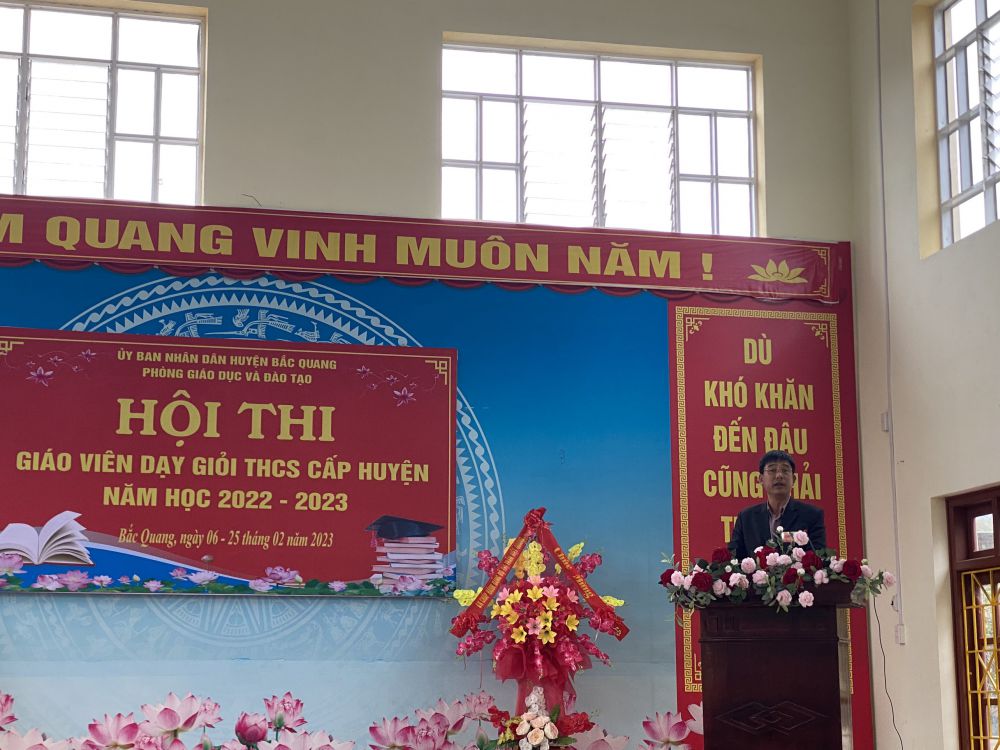 M QUANG VINH MUÔN NĂM !
ỦY BAN NHÂN DÂN HUYỆN BẮC QUANG
PHÒNG GIÁO DỤC VÀ ĐÀO TẠO
HỘI THI
GIÁO VIÊN DẠY GIỎI THCS CẤP HUYỆN
NĂM HỌC 2022 - 2023
Bắc Quang, ngày 06 - 25 tháng 02 năm 2023
DÙ
KHÓ KHĂN
ĐẾN ĐÂU
CŨNG
T